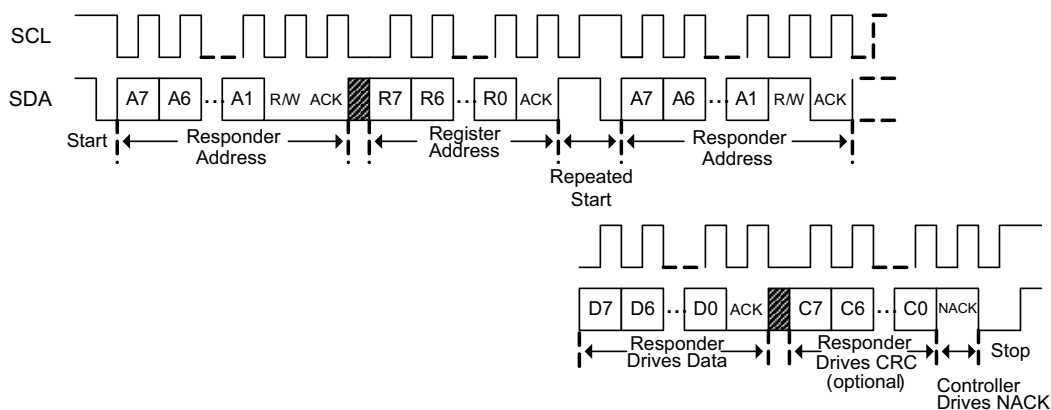 SCL
SDA
A7 A6 ... A1 R/W ACK R7 R6 ... R0 ACK A7 A6 ... A1 R/W ACK
Start
Responder
Address
Register
Address
Repeated
Start
Responder
Address
D7 D6 ... D0 ACK C7 C6 ... C0 NACK
Responder
Drives Data
Responder
Drives CRC
(optional)
Controller
Drives NACK
Stop